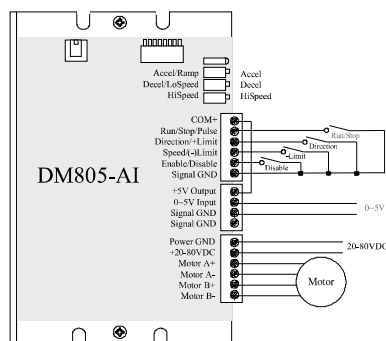 Accel/Ramp Accel
Decel/LoSpeed Decel
HiSpeed HiSpeed
COM+
Run/Stop/Pulse Run/Stop
Direction/+Limit Direction
Speed/(-)Limit -Limit
Enable/Disable Disable
Signal GND
DM805-AI
+5V Output
0~5V Input 0~5V
Signal GND
Signal GND
Power GND
+20-80VDC 20-80VDC
Motor A+
Motor A- Motor
Motor B+
Motor B-